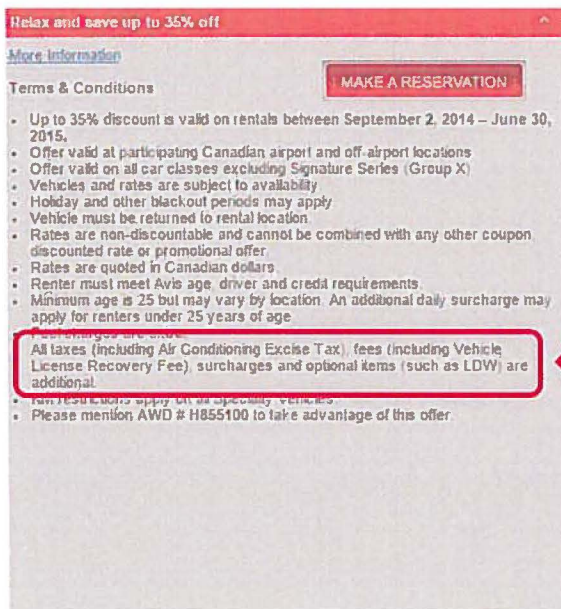 Relax and save up to 35% off
More Information
MAKE A RESERVATION
Terms & Conditions
• Up to 35% discount is valid on rentals between September 2, 2014 – June 30,
2015.
• Offer valid at participating Canadian airport and off-airport locations
• Offer valid on all car classes excluding Signature Series (Group X)
• Vehicles and rates are subject to availability
• Holiday and other blackout periods may apply
• Vehicle must be returned to rental location
• Rates are non-discountable and cannot be combined with any other coupon
discounted rate or promotional offer
• Rates are quoted in Canadian dollars
• Renter must meet Avis age, driver and credit requirements.
• Minimum age is 25 but may vary by location. An additional daily surcharge may
apply for renters under 25 years of age
• Fuel charges are extra.
All taxes (including Air Conditioning Excise Tax), fees (including Vehicle
License Recovery Fee), surcharges and optional items (such as LDW) are
additional.
• KM restrictions apply on all Specialty Vehicles.
• Please mention AWD # H855100 to take advantage of this offer.